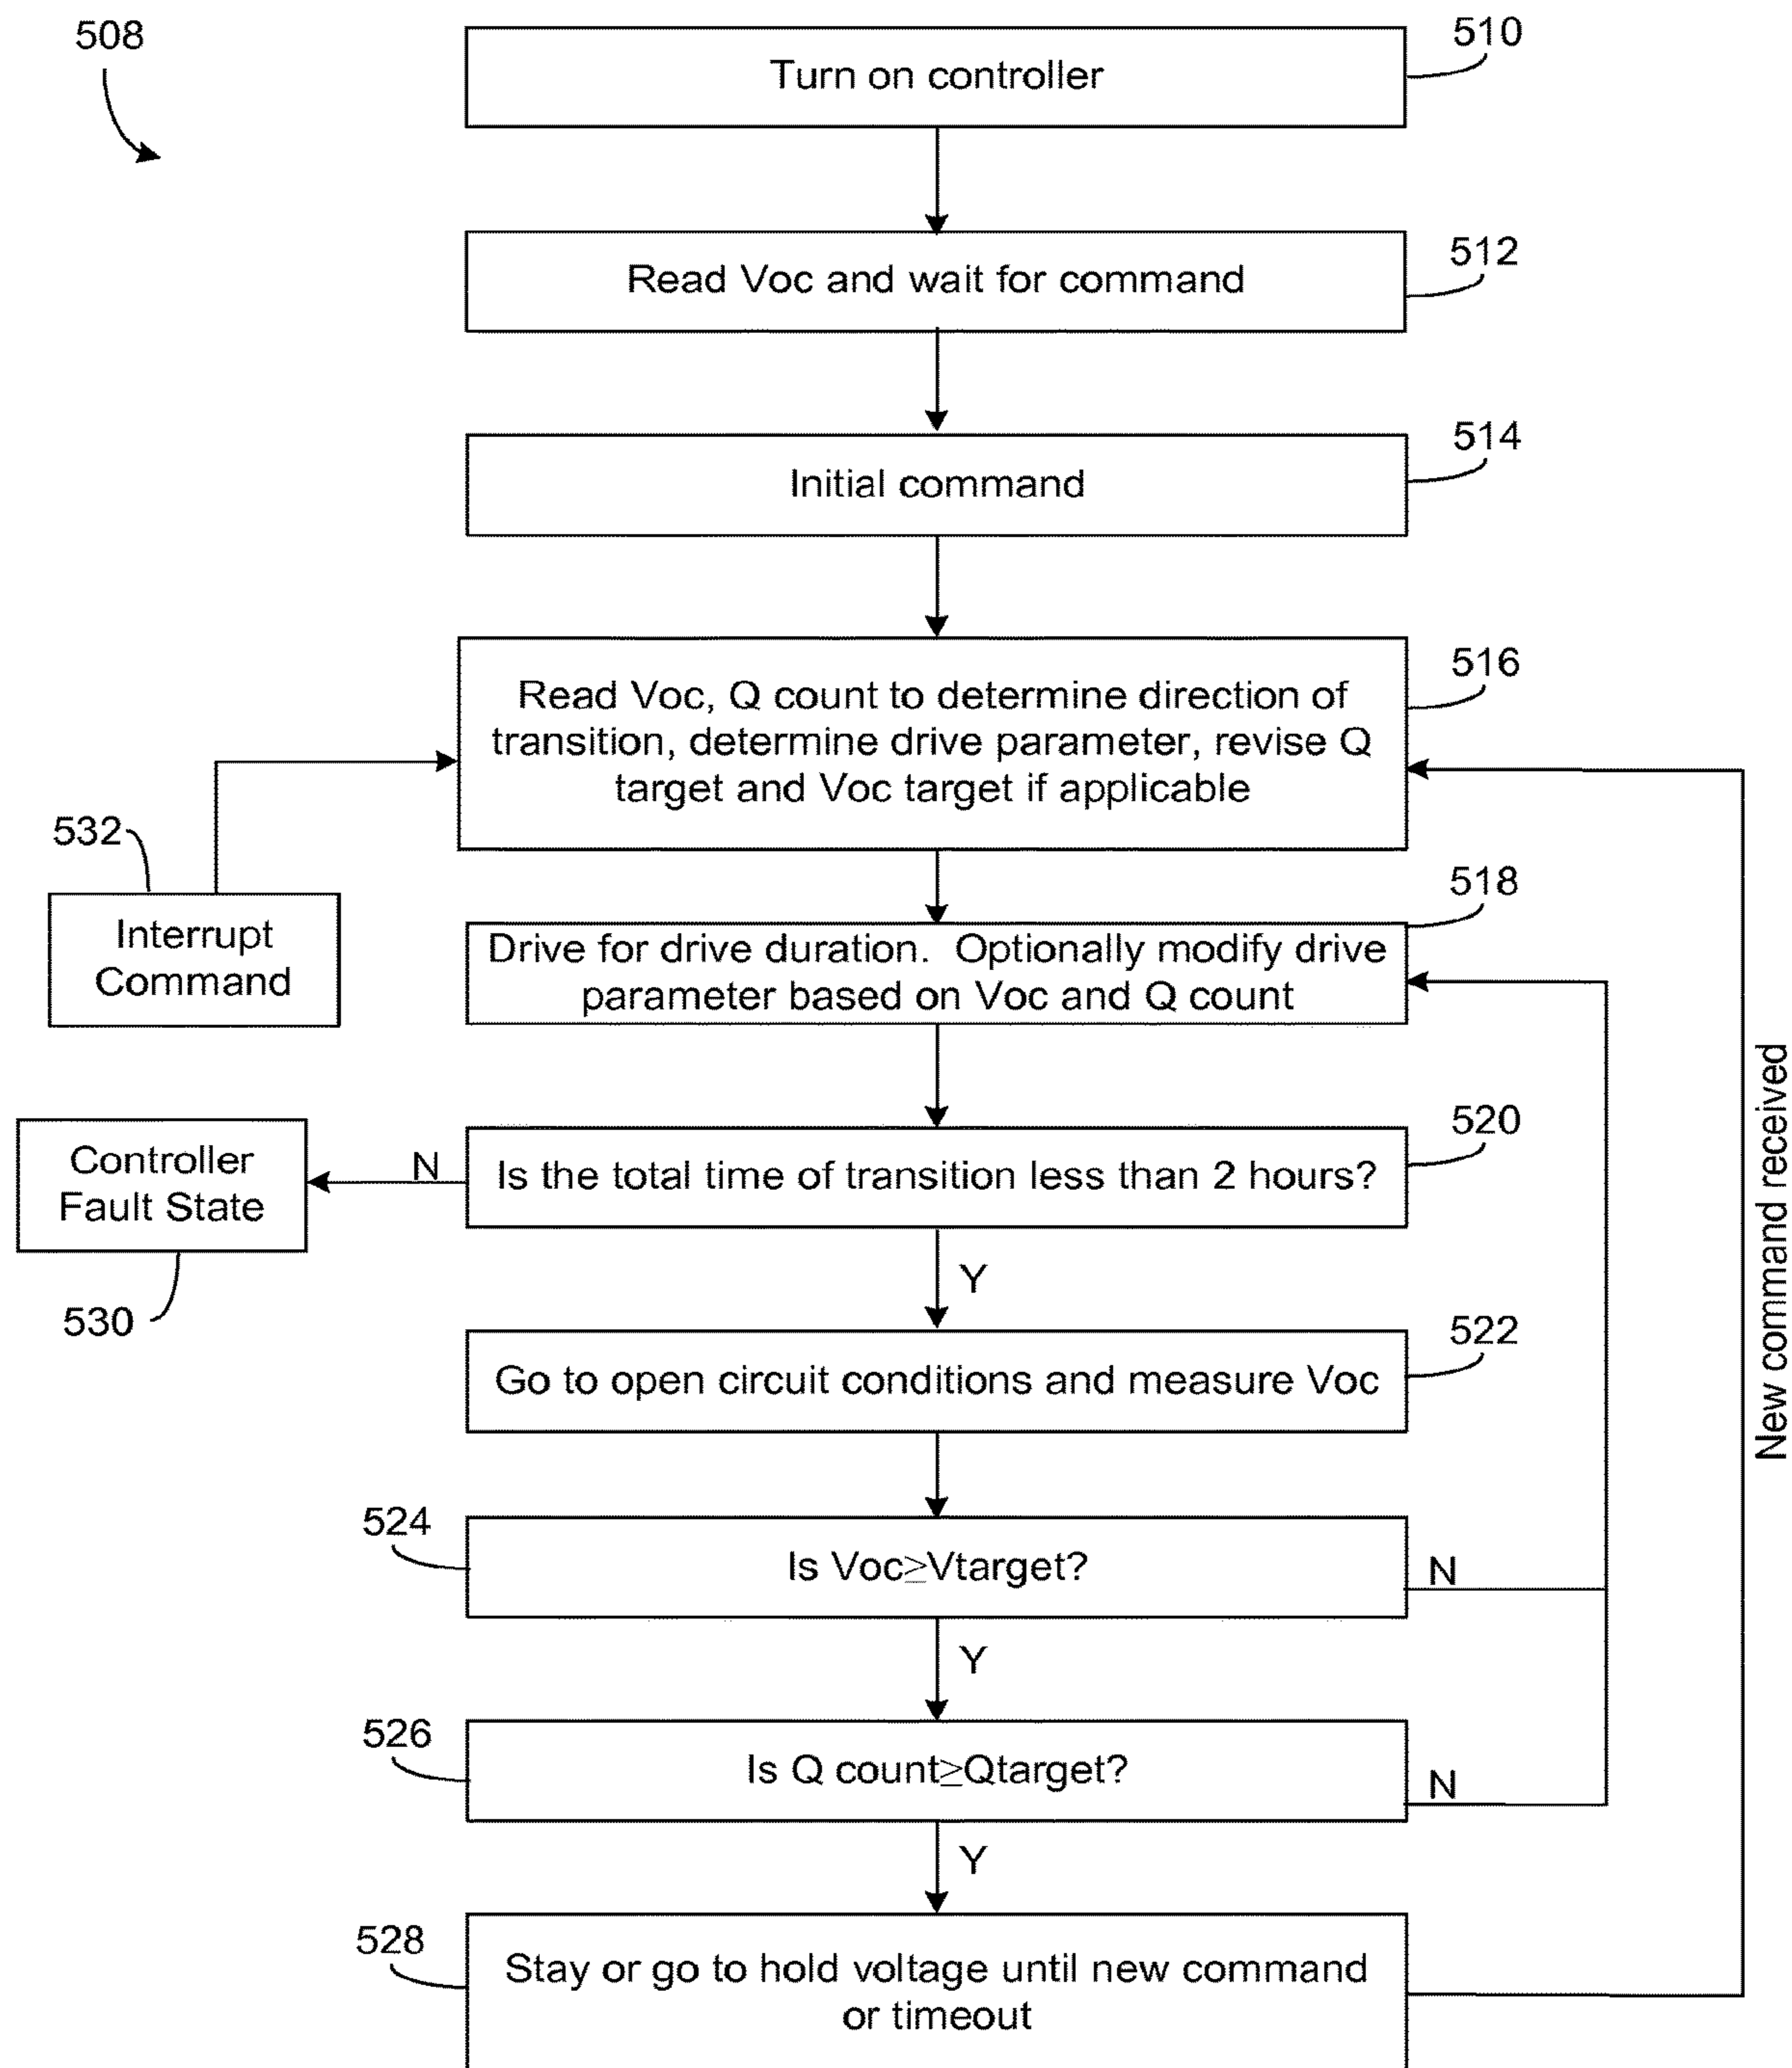 508
510
Turn on controller
512
Read Voc and wait for command
514
Initial command
516
Read Voc, Q count to determine direction of
transition, determine drive parameter, revise Q
target and Voc target if applicable
532
Interrupt
Command
518
Drive for drive duration. Optionally modify drive
parameter based on Voc and Q count
520
Is the total time of transition less than 2 hours?
N
Controller
Fault State
530
Y
522
Go to open circuit conditions and measure Voc
524
Is Voc≥Vtarget?
N
Y
526
Is Q count≥Qtarget?
N
Y
528
Stay or go to hold voltage until new command
or timeout
New command received